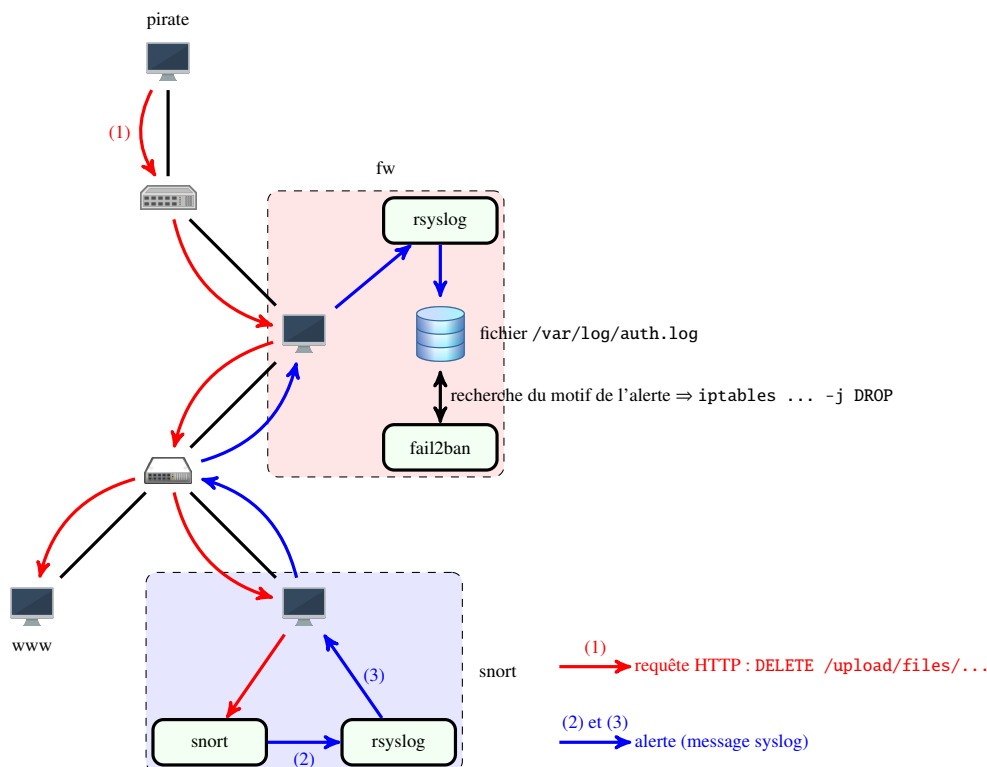 pirate
(1)
fw
rsyslog
fichier /var/log/auth.log
recherche du motif de l'alerte ⇒ iptables ... -j DROP
fail2ban
www
snort
(1)
requête HTTP : DELETE /upload/files/...
(3)
(2) et (3)
alerte (message syslog)
snort
(2)
rsyslog